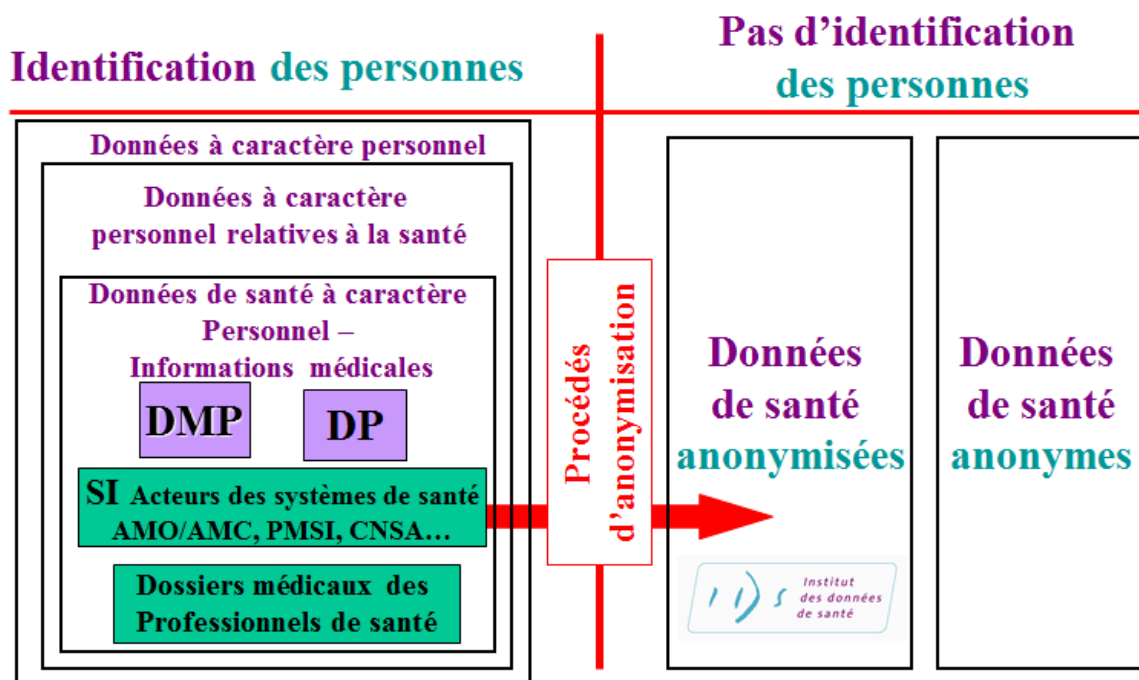 Identification des personnes
Pas d’identification
des personnes
Données à caractère personnel
Données à caractère
personnel relatives à la santé
Données de santé à caractère
Personnel –
Informations médicales
DMP
DP
SI Acteurs des systèmes de santé
AMO/AMC, PMSI, CNSA…
Dossiers médicaux des
Professionnels de santé
Procédés
d’anonymisation
Données
de santé
anonymisées
IDS
Institut
des données
de santé
Données
de santé
anonymes